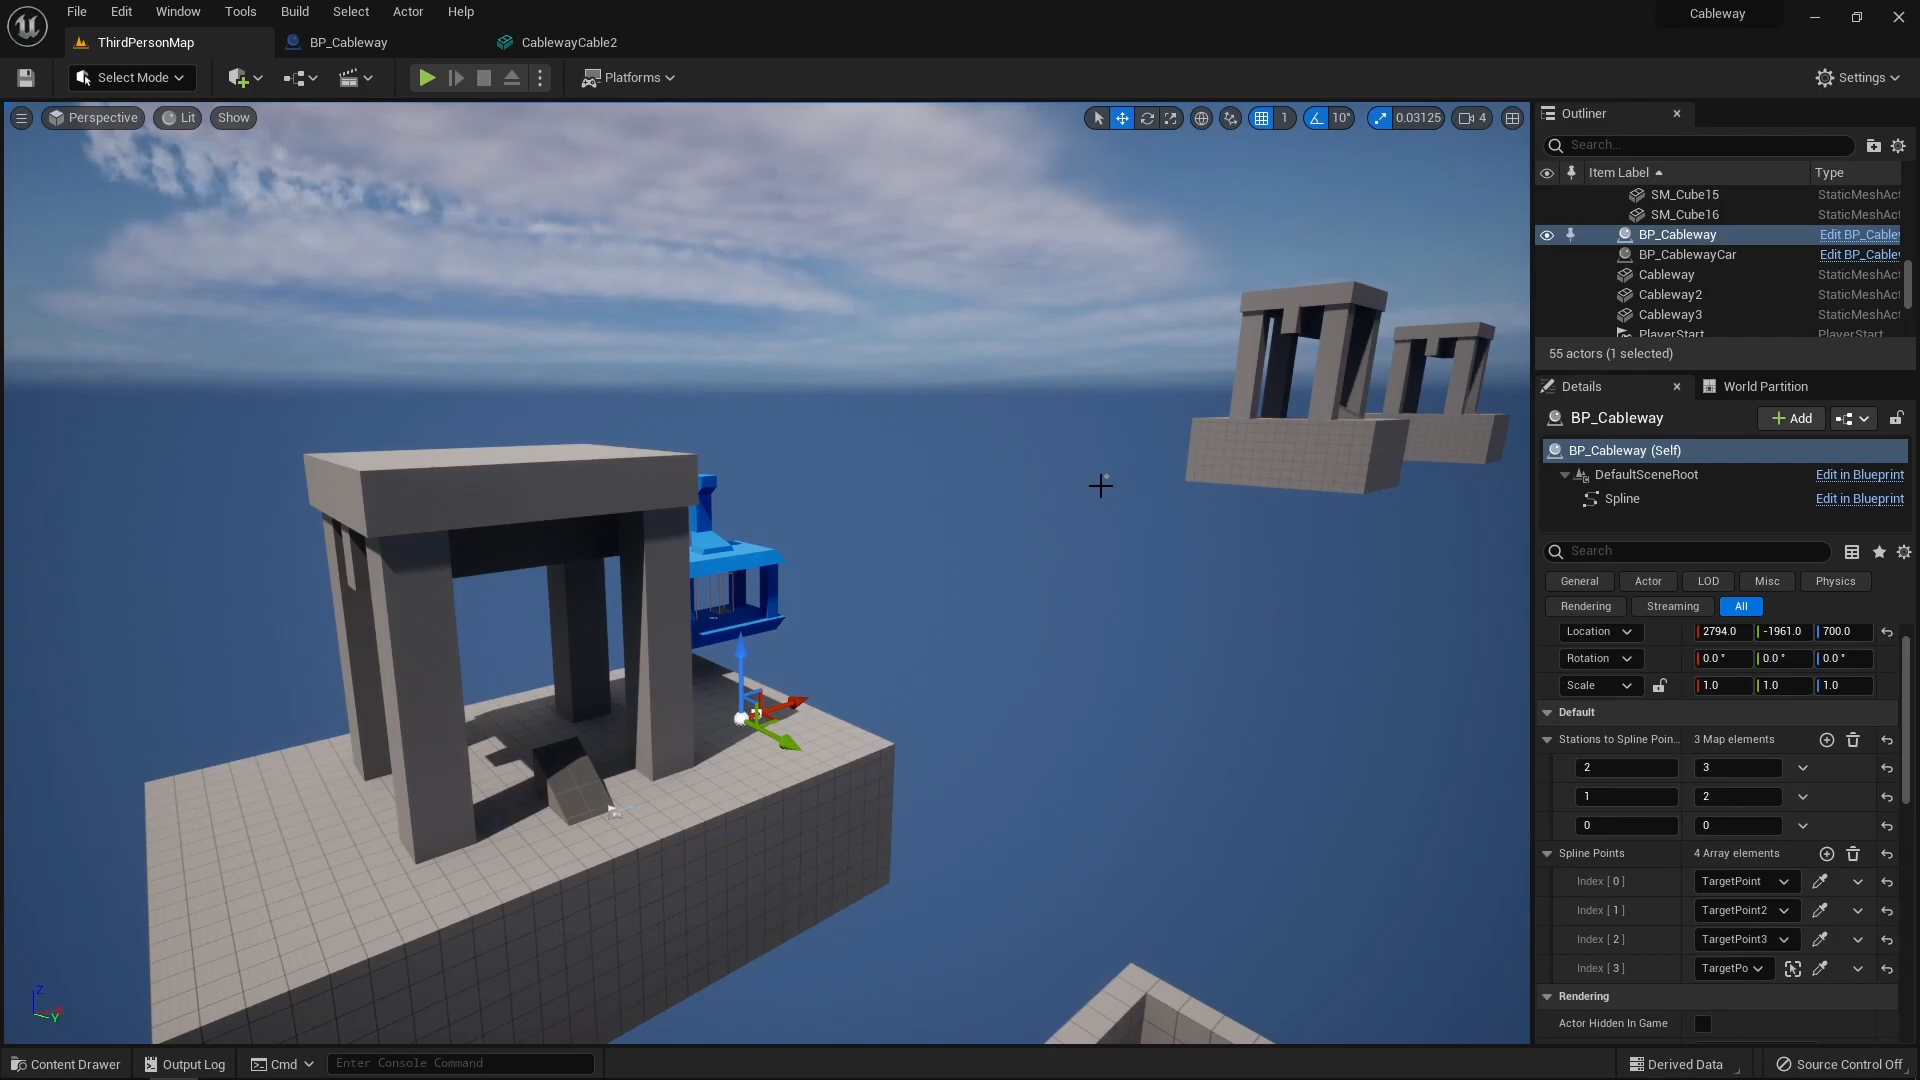 File Edit Window Tools Build Select Actor Help Cableway
ThirdPersonMap BP_Cableway CablewayCable2
Select Mode Platforms Settings
Perspective Lit Show 1 10° 0.03125 4
Outliner
Search...
Item Label Type
SM_Cube15 StaticMeshAct
SM_Cube16 StaticMeshAct
BP_Cableway Edit BP_Cable
BP_CablewayCar Edit BP_Cable
Cableway StaticMeshAct
Cableway2 StaticMeshAct
Cableway3 StaticMeshAct
PlayerStart PlayerStart
55 actors (1 selected)
Details World Partition
BP_Cableway Add
BP_Cableway (Self)
DefaultSceneRoot Edit in Blueprint
Spline Edit in Blueprint
Search
General Actor LOD Misc Physics
Rendering Streaming All
Location 2794.0 -1961.0 700.0
Rotation 0.0 ° 0.0 ° 0.0 °
Scale 1.0 1.0 1.0
Default
Stations to Spline Poin... 3 Map elements
2 3
1 2
0 0
Spline Points 4 Array elements
Index [ 0 ] TargetPoint
Index [ 1 ] TargetPoint2
Index [ 2 ] TargetPoint3
Index [ 3 ] TargetPo
Rendering
Actor Hidden In Game
Z
Y
Content Drawer Output Log Cmd Enter Console Command Derived Data Source Control Off